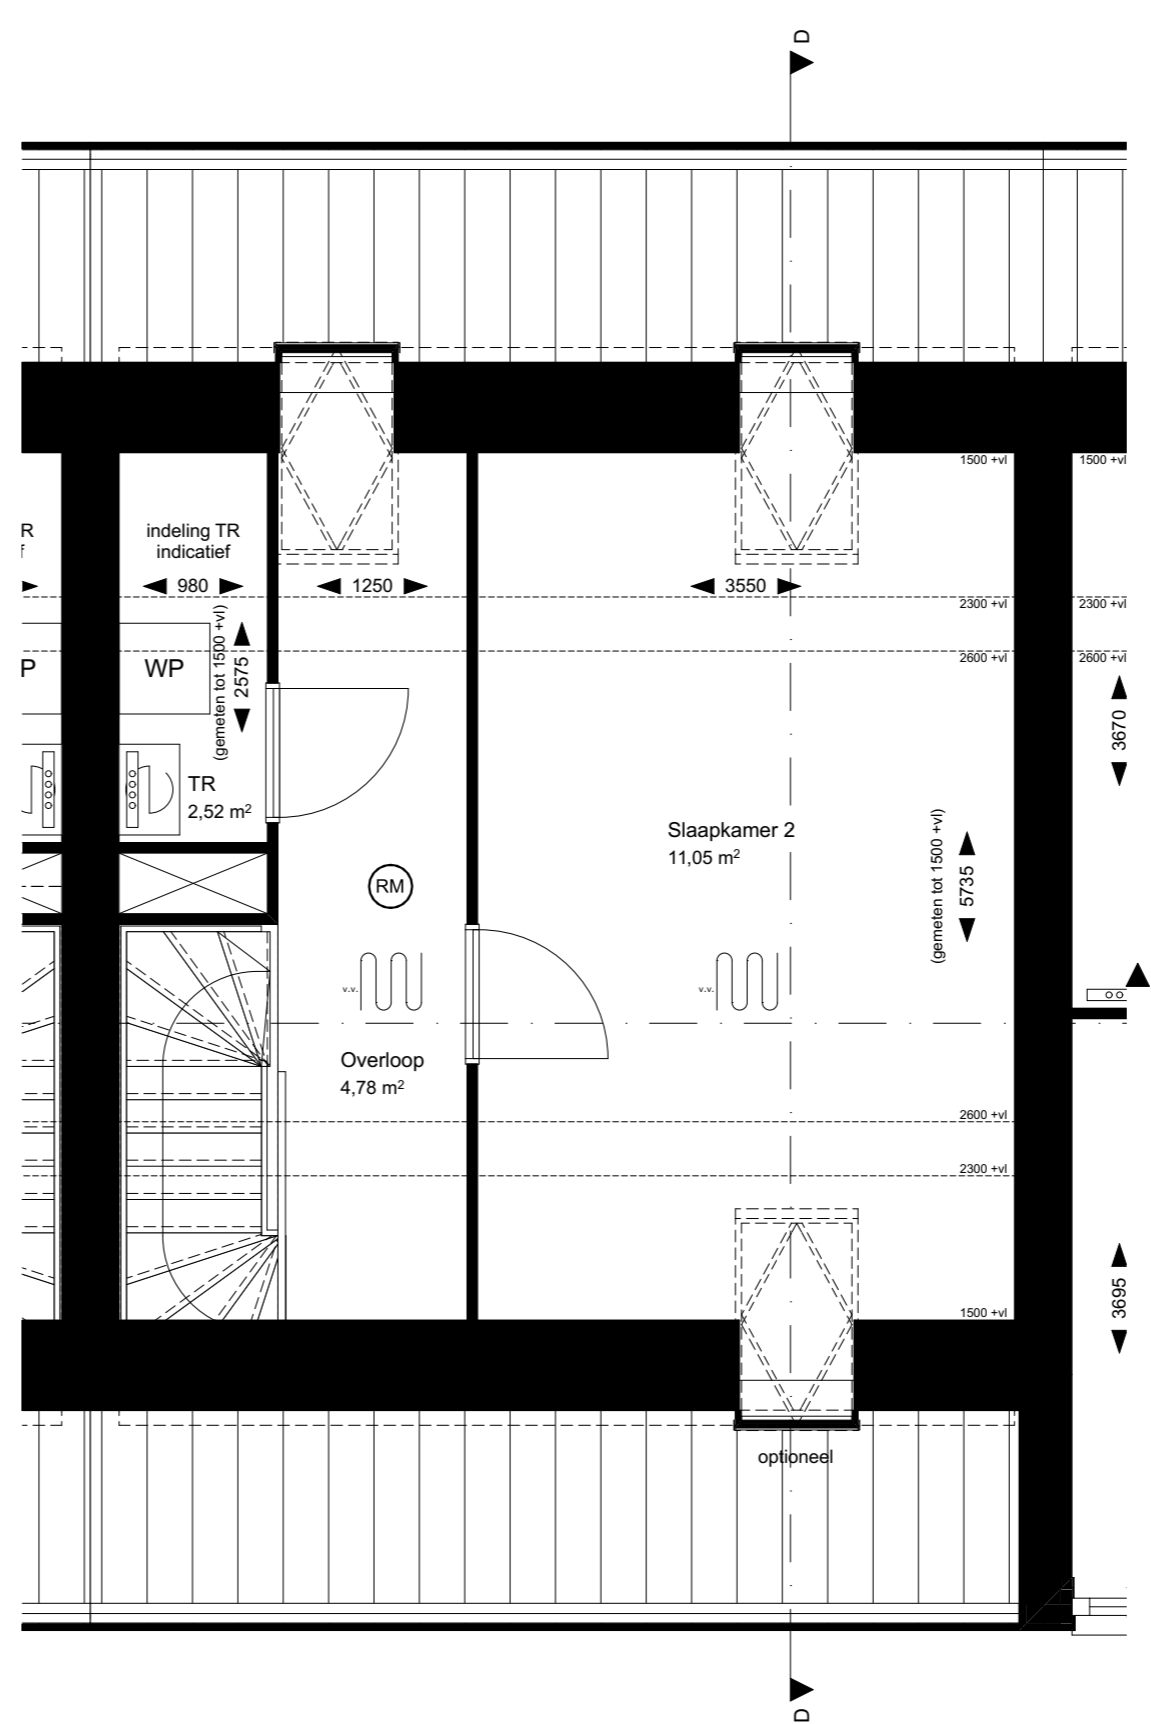 D
1500 +vl
1500 +vl
R
f
indeling TR
indicatief
980
1250
3550
2300 +vl
2300 +vl
2600 +vl
2600 +vl
P
WP
(gemeten tot 1500 +vl)
2575
3670
TR
2,52 m²
Slaapkamer 2
11,05 m²
(gemeten tot 1500 +vl)
5735
RM
v.v.
v.v.
Overloop
4,78 m²
2600 +vl
2300 +vl
3695
1500 +vl
optioneel
D